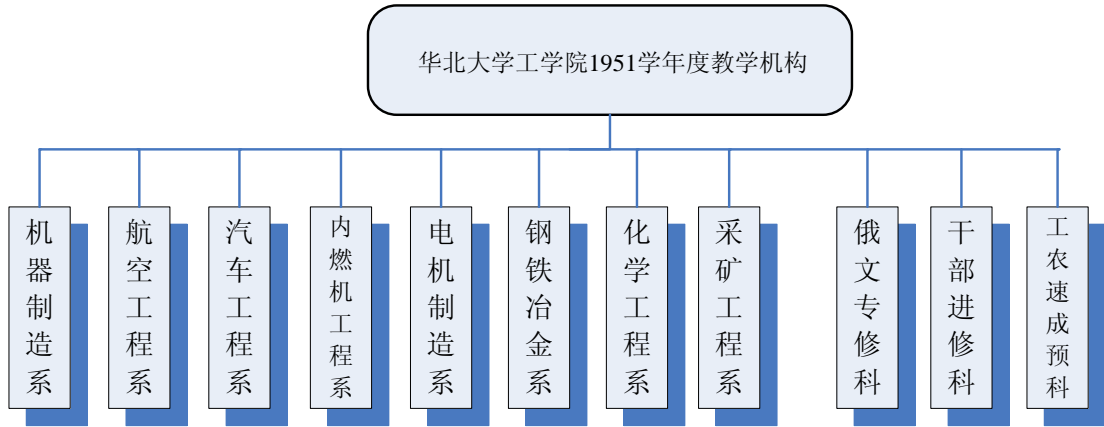 华北大学工学院1951学年度教学机构
机器制造系
航空工程系
汽车工程系
内燃机工程系
电机制造系
钢铁冶金系
化学工程系
采矿工程系
俄文专修科
干部进修科
工农速成预科